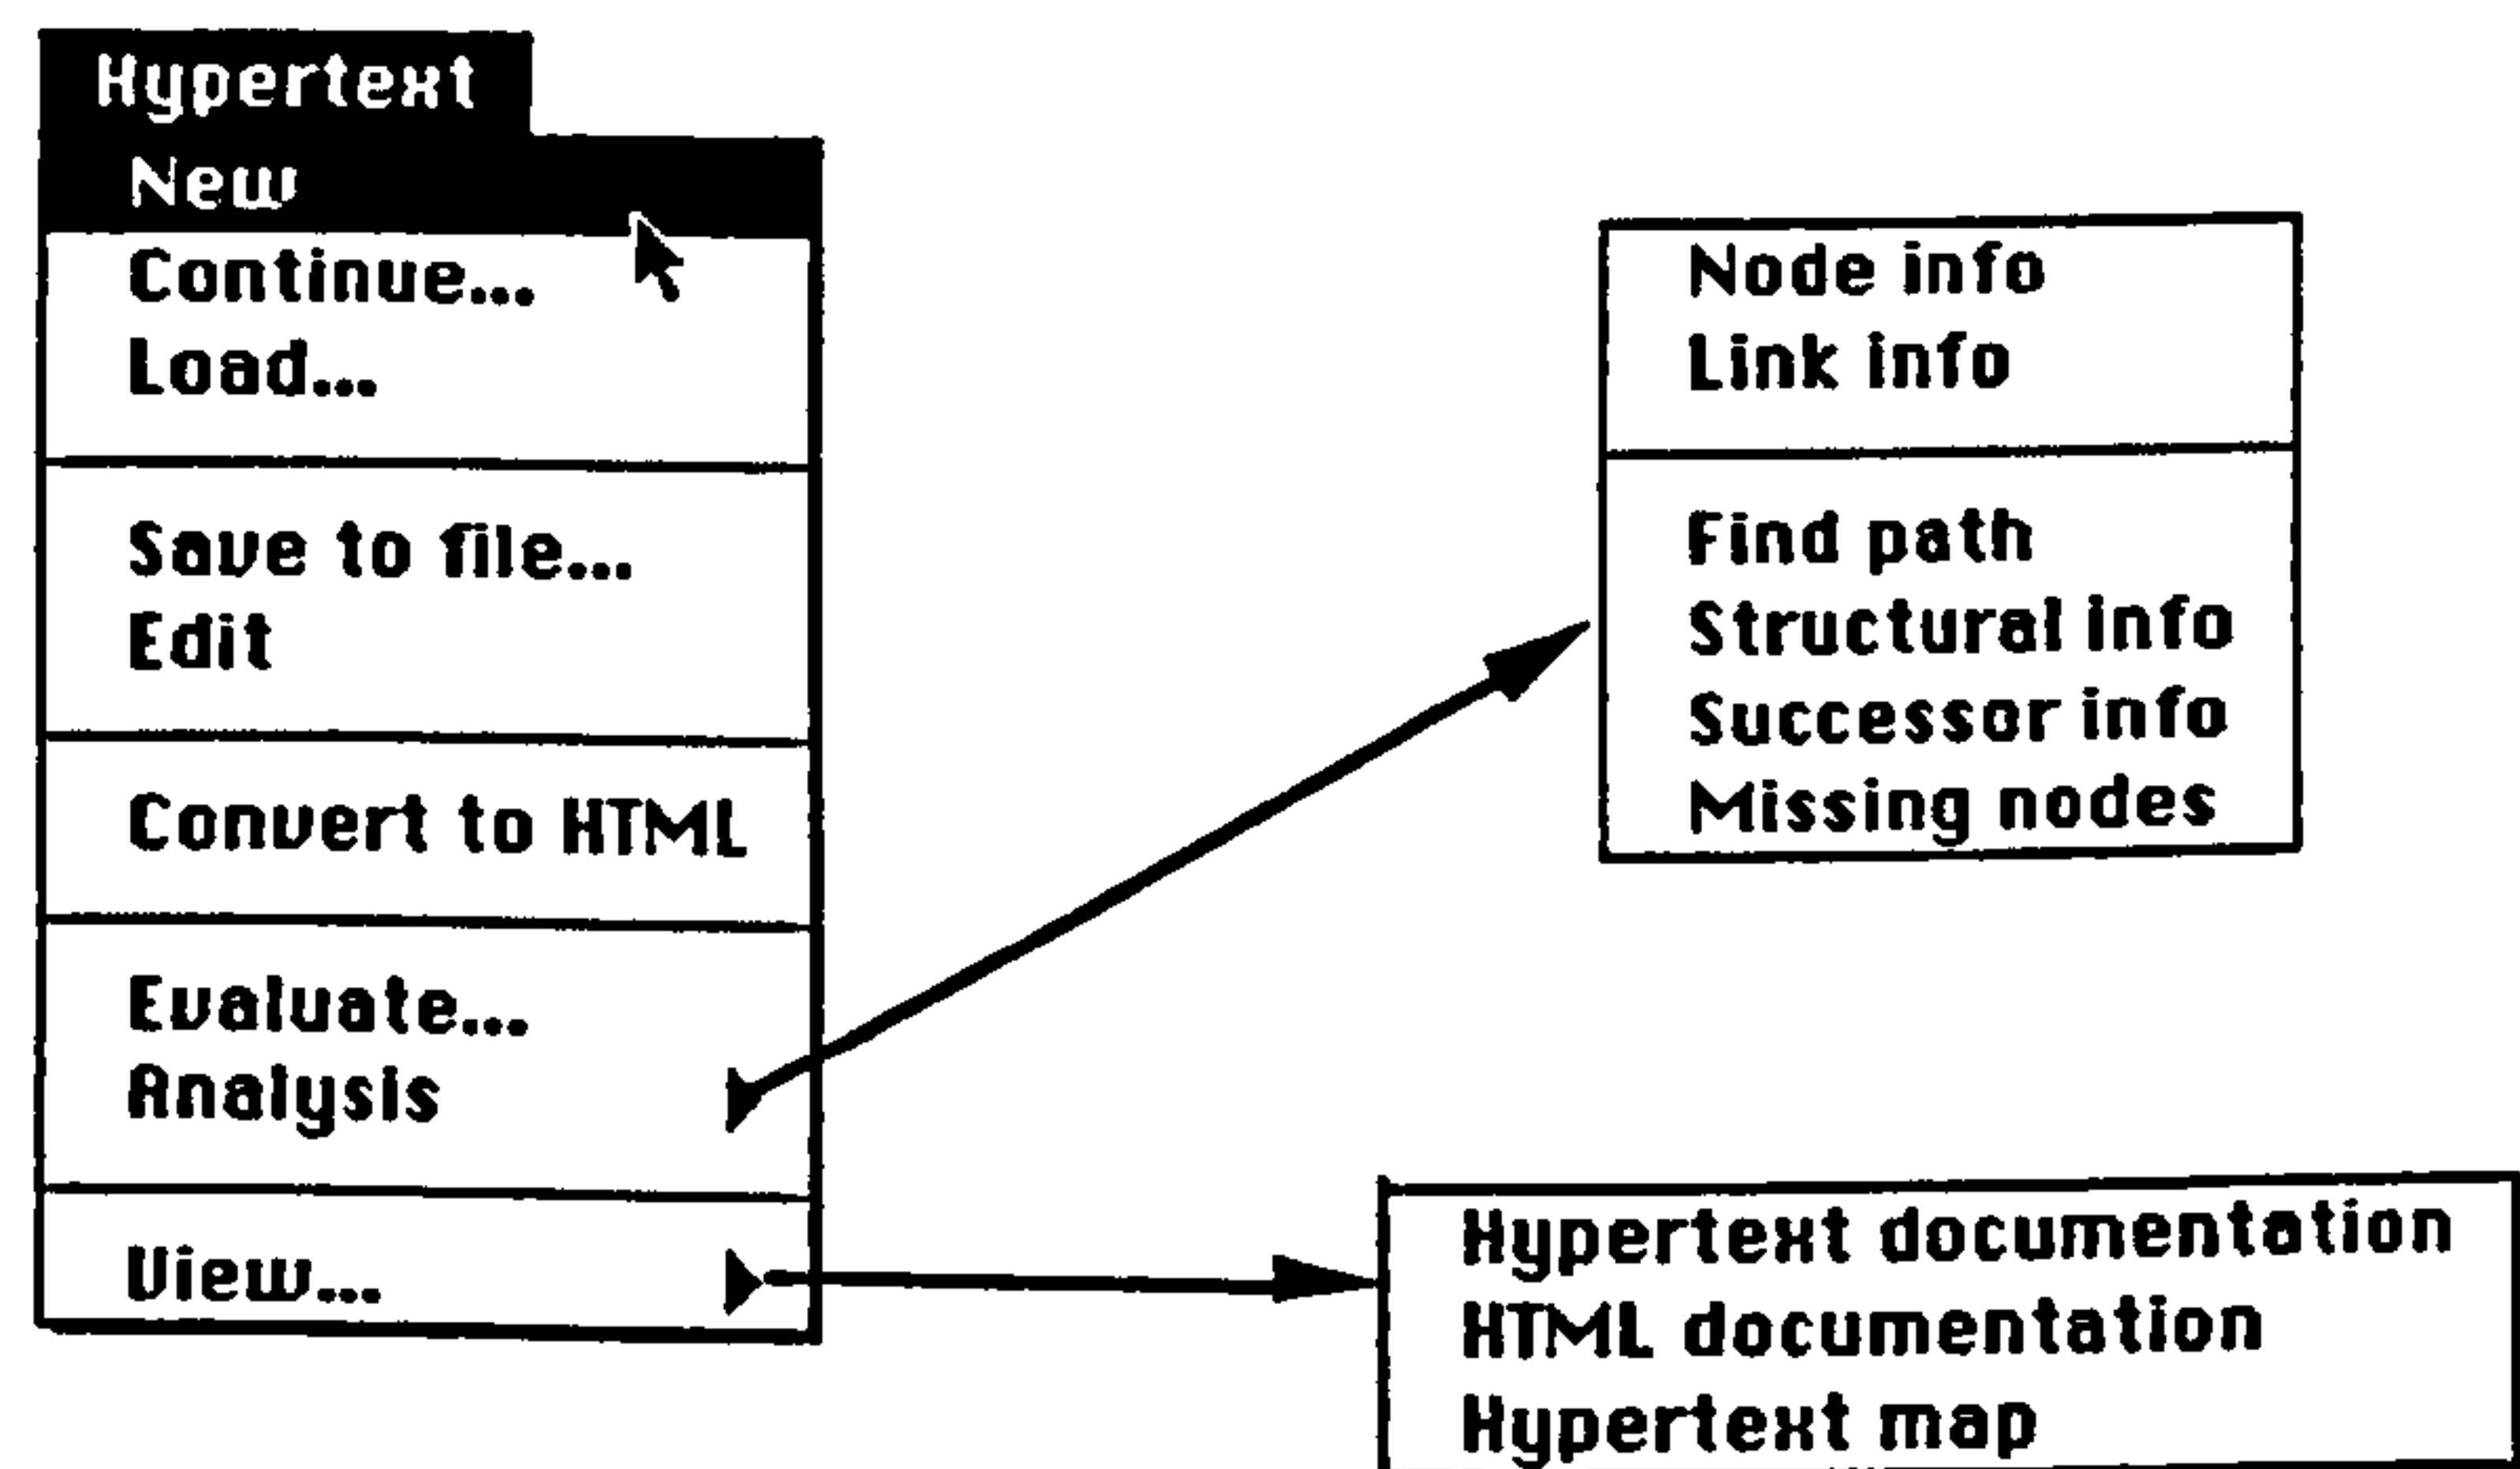 Hypertext
New
Continue...
Load...
Save to file...
Edit
Convert to HTML
Evaluate...
Analysis
View...
Node info
Link info
Find path
Structural info
Successor info
Missing nodes
Hypertext documentation
HTML documentation
Hypertext map